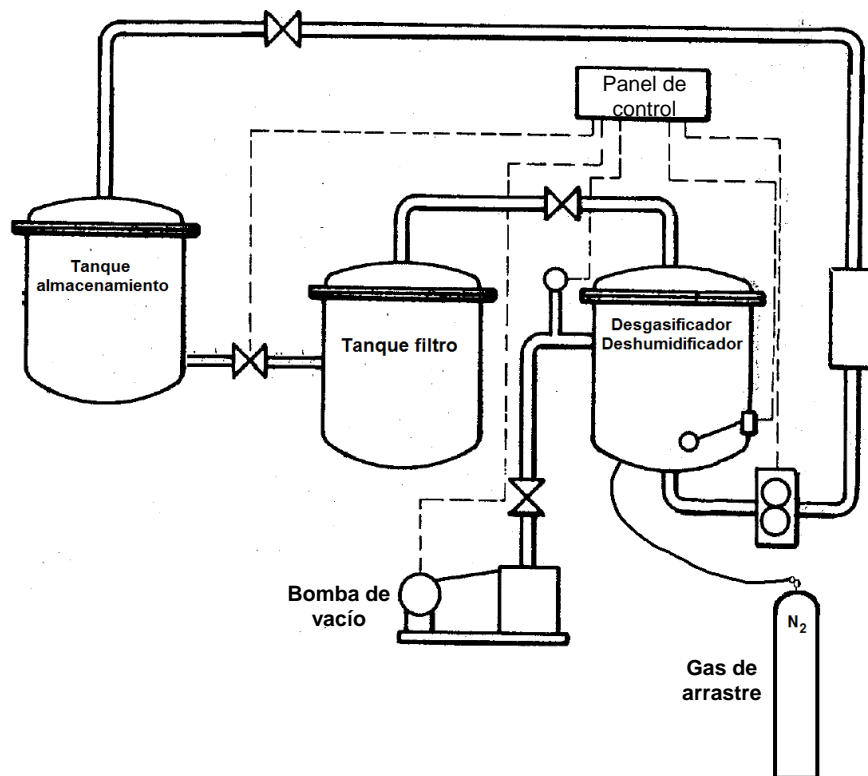 Panel de
control
Tanque
almacenamiento
Tanque filtro
Desgasificador
Deshumidificador
Bomba de
vacío
N2
Gas de
arrastre